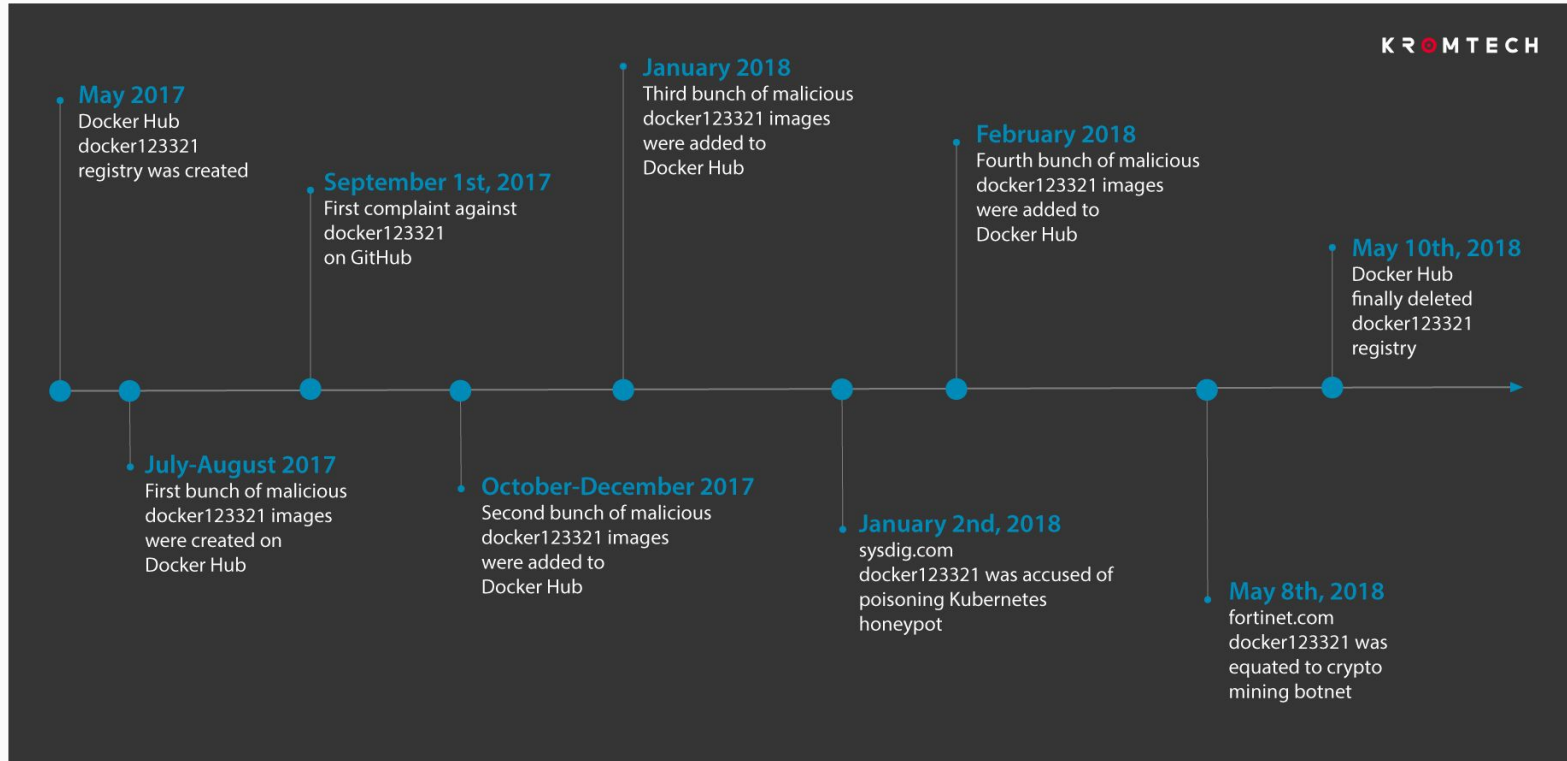 KROMTECH
May 2017
Docker Hub
docker123321
registry was created
July-August 2017
First bunch of malicious
docker123321 images
were created on
Docker Hub
September 1st, 2017
First complaint against
docker123321
on GitHub
October-December 2017
Second bunch of malicious
docker123321 images
were added to
Docker Hub
January 2018
Third bunch of malicious
docker123321 images
were added to
Docker Hub
January 2nd, 2018
sysdig.com
docker123321 was accused of
poisoning Kubernetes
honeypot
February 2018
Fourth bunch of malicious
docker123321 images
were added to
Docker Hub
May 8th, 2018
fortinet.com
docker123321 was
equated to crypto
mining botnet
May 10th, 2018
Docker Hub
finally deleted
docker123321
registry